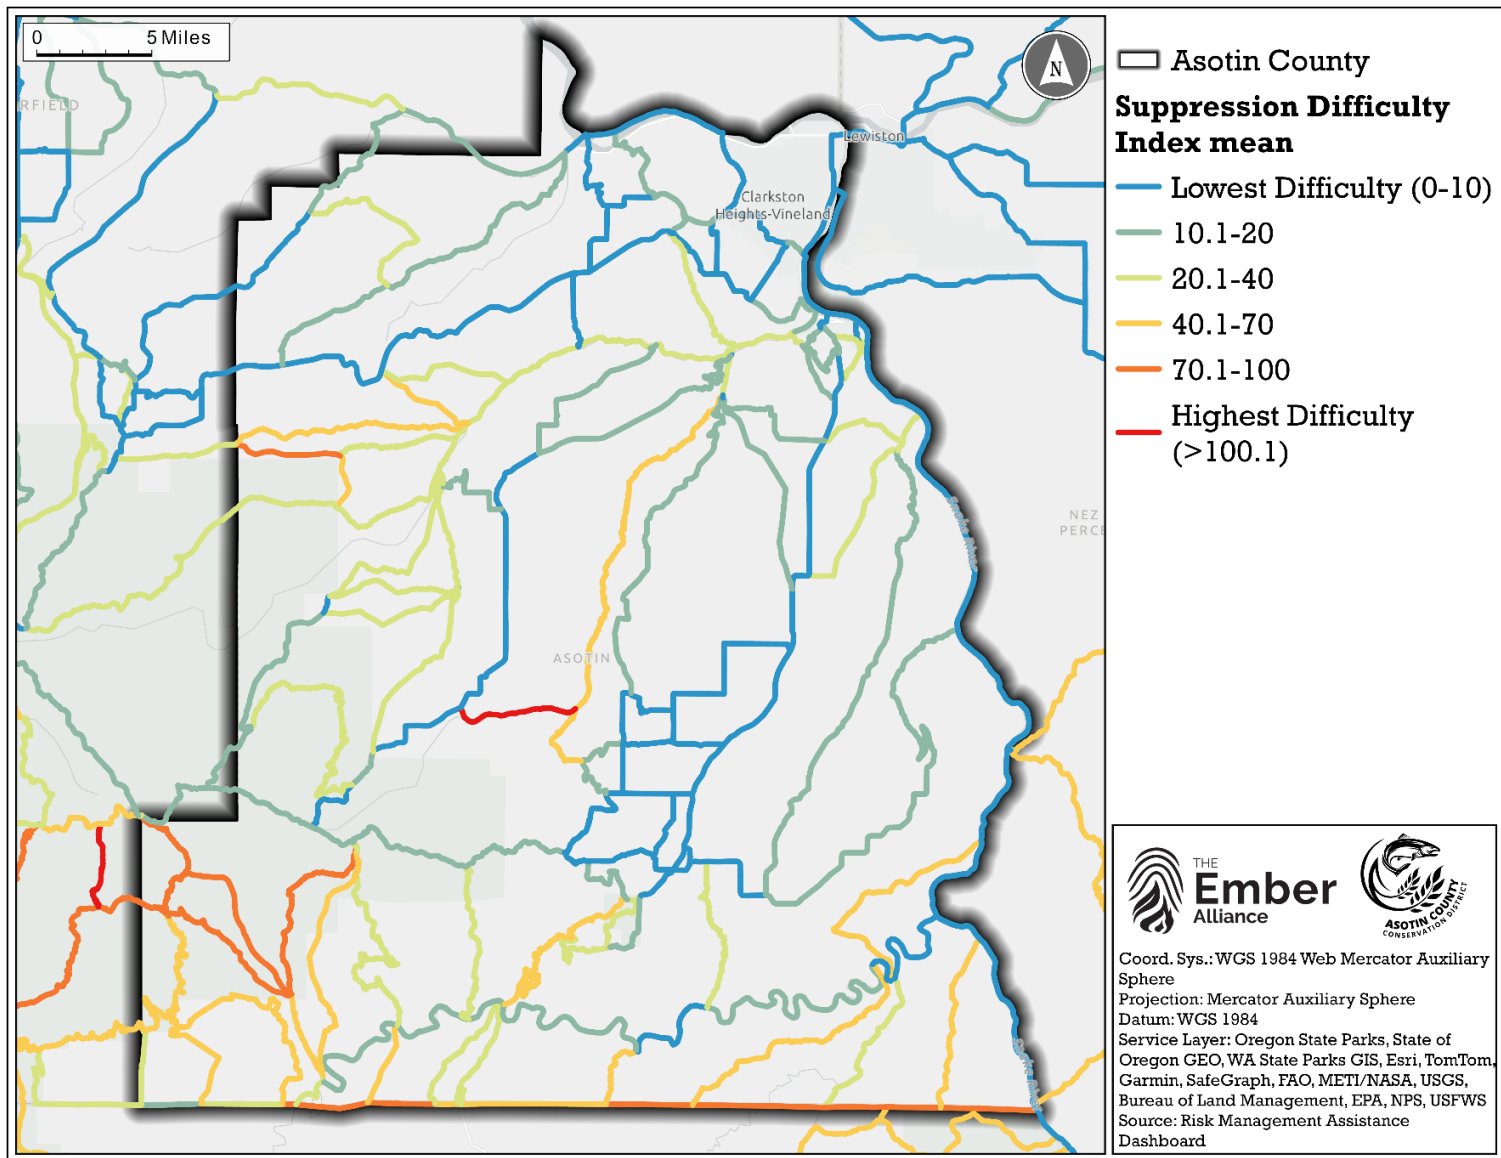 0 5 Miles
N
RFIELD
Lewiston
Clarkston
Heights-Vineland
NEZ
PERCE
Snake River
ASOTIN
Snake River
Asotin County
Suppression Difficulty
Index mean
Lowest Difficulty (0-10)
10.1-20
20.1-40
40.1-70
70.1-100
Highest Difficulty
(>100.1)
THE
Ember
Alliance
ASOTIN COUNTY
CONSERVATION DISTRICT
Coord. Sys.: WGS 1984 Web Mercator Auxiliary
Sphere
Projection: Mercator Auxiliary Sphere
Datum: WGS 1984
Service Layer: Oregon State Parks, State of
Oregon GEO, WA State Parks GIS, Esri, TomTom,
Garmin, SafeGraph, FAO, METI/NASA, USGS,
Bureau of Land Management, EPA, NPS, USFWS
Source: Risk Management Assistance
Dashboard